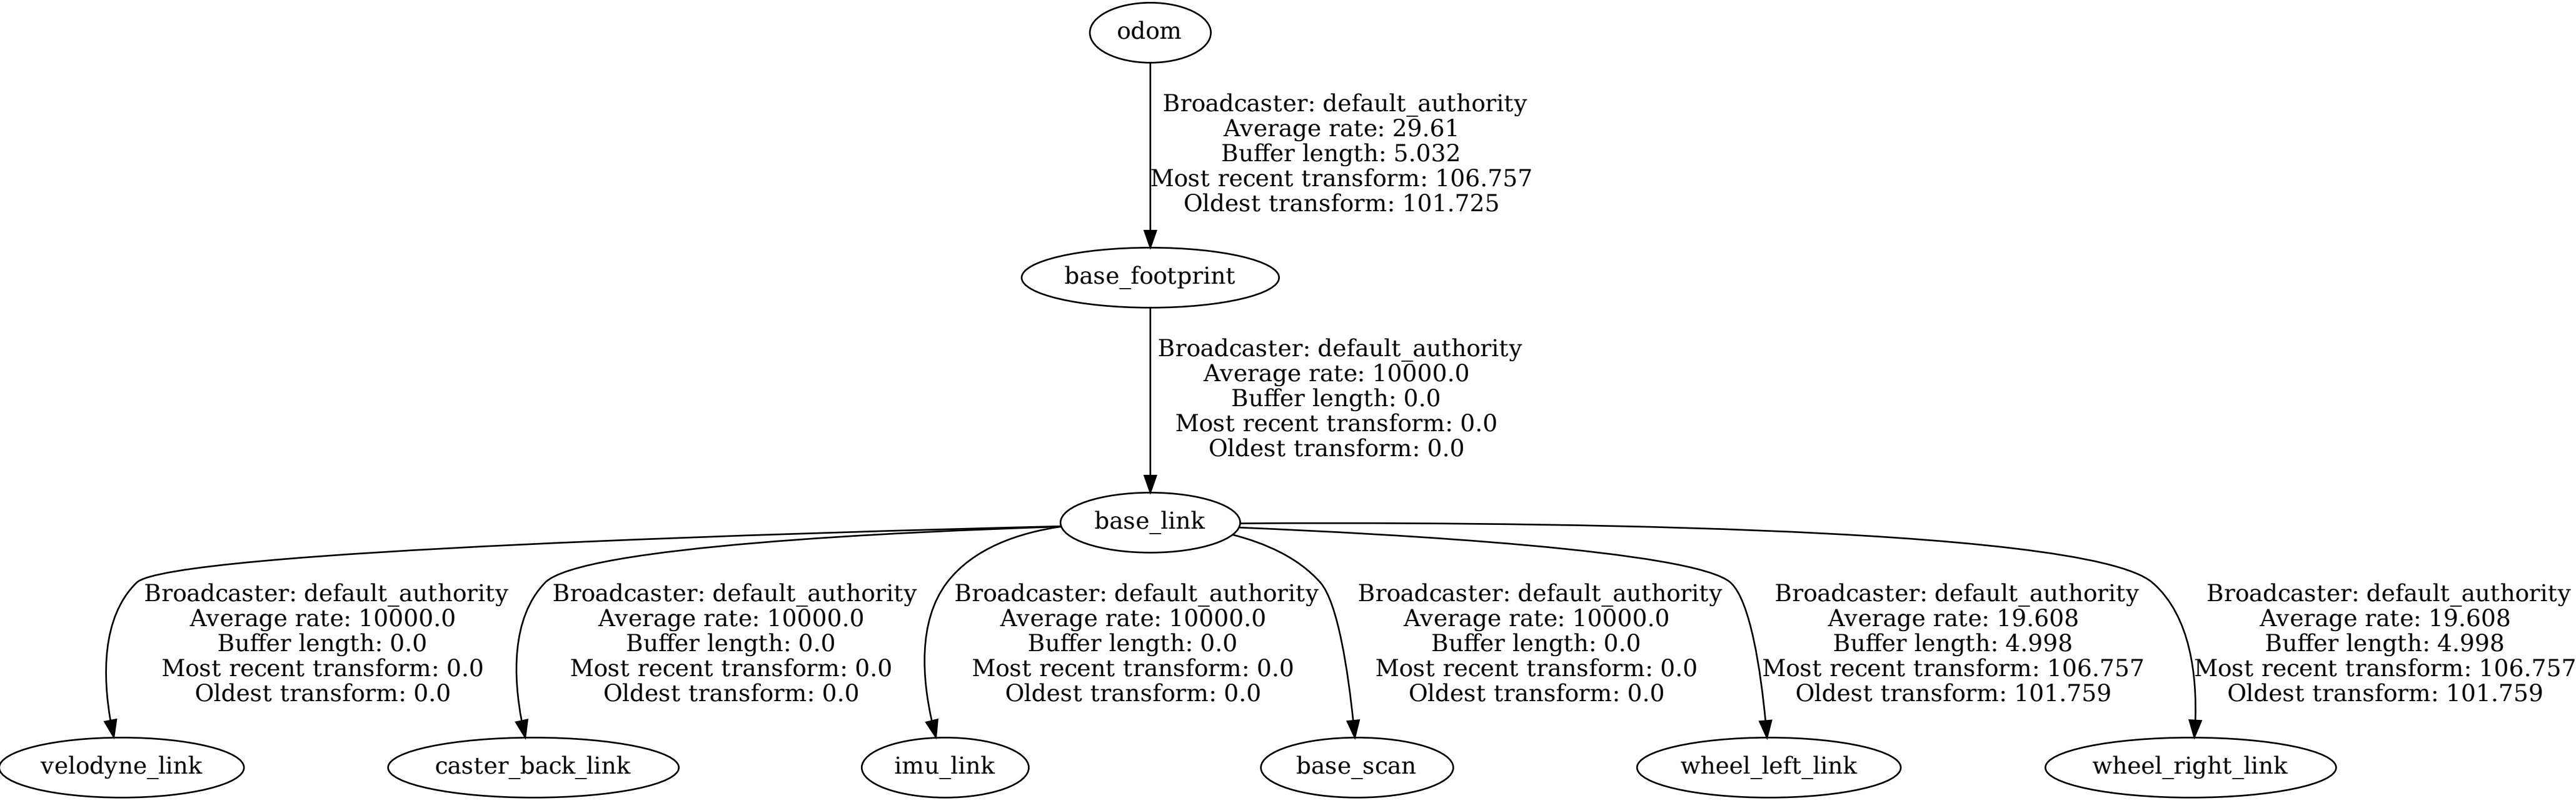 odom
Broadcaster: default_authority
Average rate: 29.61
Buffer length: 5.032
Most recent transform: 106.757
Oldest transform: 101.725
base_footprint
Broadcaster: default_authority
Average rate: 10000.0
Buffer length: 0.0
Most recent transform: 0.0
Oldest transform: 0.0
base_link
Broadcaster: default_authority
Average rate: 10000.0
Buffer length: 0.0
Most recent transform: 0.0
Oldest transform: 0.0
Broadcaster: default_authority
Average rate: 10000.0
Buffer length: 0.0
Most recent transform: 0.0
Oldest transform: 0.0
Broadcaster: default_authority
Average rate: 10000.0
Buffer length: 0.0
Most recent transform: 0.0
Oldest transform: 0.0
Broadcaster: default_authority
Average rate: 10000.0
Buffer length: 0.0
Most recent transform: 0.0
Oldest transform: 0.0
Broadcaster: default_authority
Average rate: 19.608
Buffer length: 4.998
Most recent transform: 106.757
Oldest transform: 101.759
Broadcaster: default_authority
Average rate: 19.608
Buffer length: 4.998
Most recent transform: 106.757
Oldest transform: 101.759
velodyne_link
caster_back_link
imu_link
base_scan
wheel_left_link
wheel_right_link